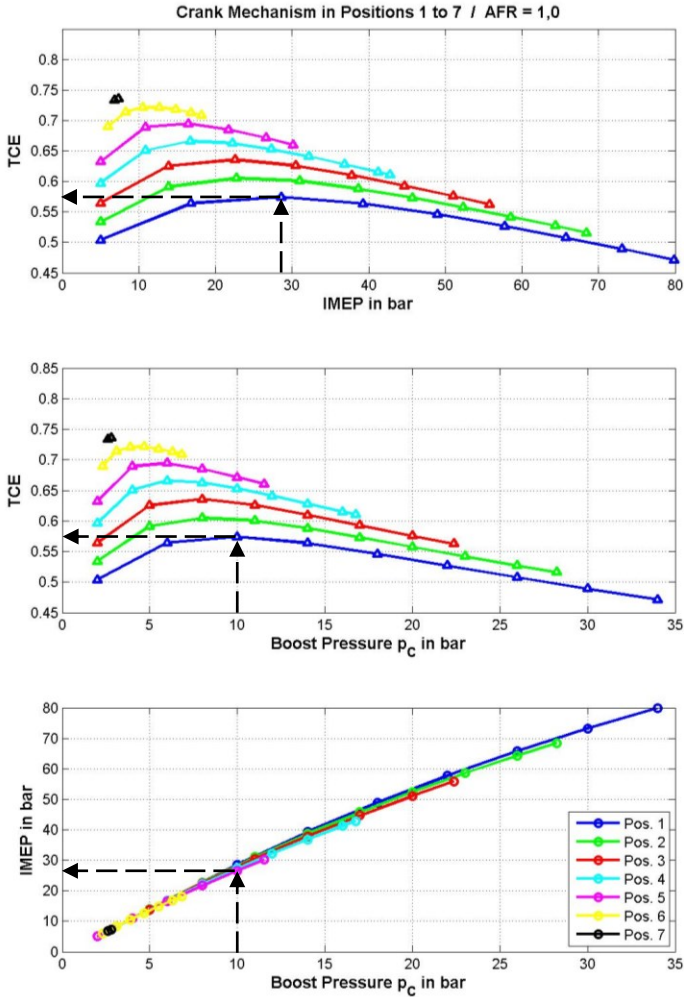 Crank Mechanism in Positions 1 to 7 / AFR = 1,0
0.8
0.75
0.7
0.65
0.6
0.55
0.5
0.45
TCE
0 10 20 30 40 50 60 70 80
IMEP in bar
0.85
0.8
0.75
0.7
0.65
0.6
0.55
0.5
0.45
TCE
0 5 10 15 20 25 30 35
Boost Pressure pC in bar
80
70
60
50
40
30
20
10
0
IMEP in bar
Pos. 1
Pos. 2
Pos. 3
Pos. 4
Pos. 5
Pos. 6
Pos. 7
0 5 10 15 20 25 30 35
Boost Pressure pC in bar